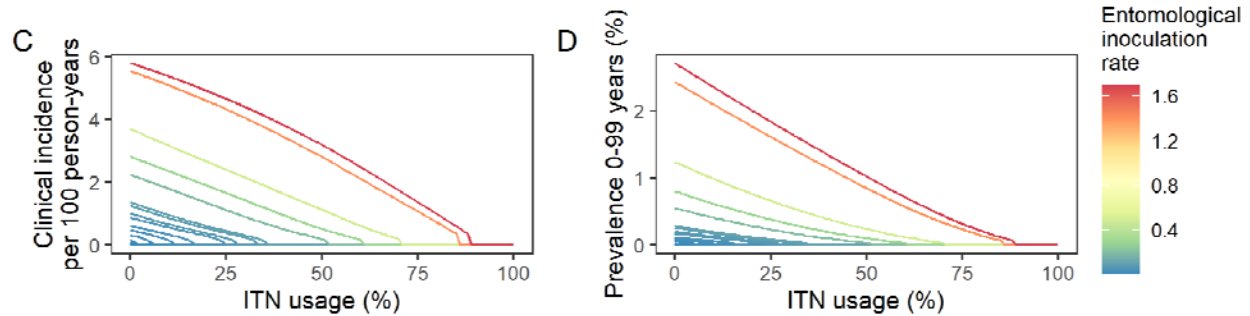 C
Clinical incidence
per 100 person-years
6
4
2
0
0
25
50
75
100
ITN usage (%)
D
Prevalence 0-99 years (%)
2
1
0
0
25
50
75
100
ITN usage (%)
Entomological
inoculation
rate
1.6
1.2
0.8
0.4